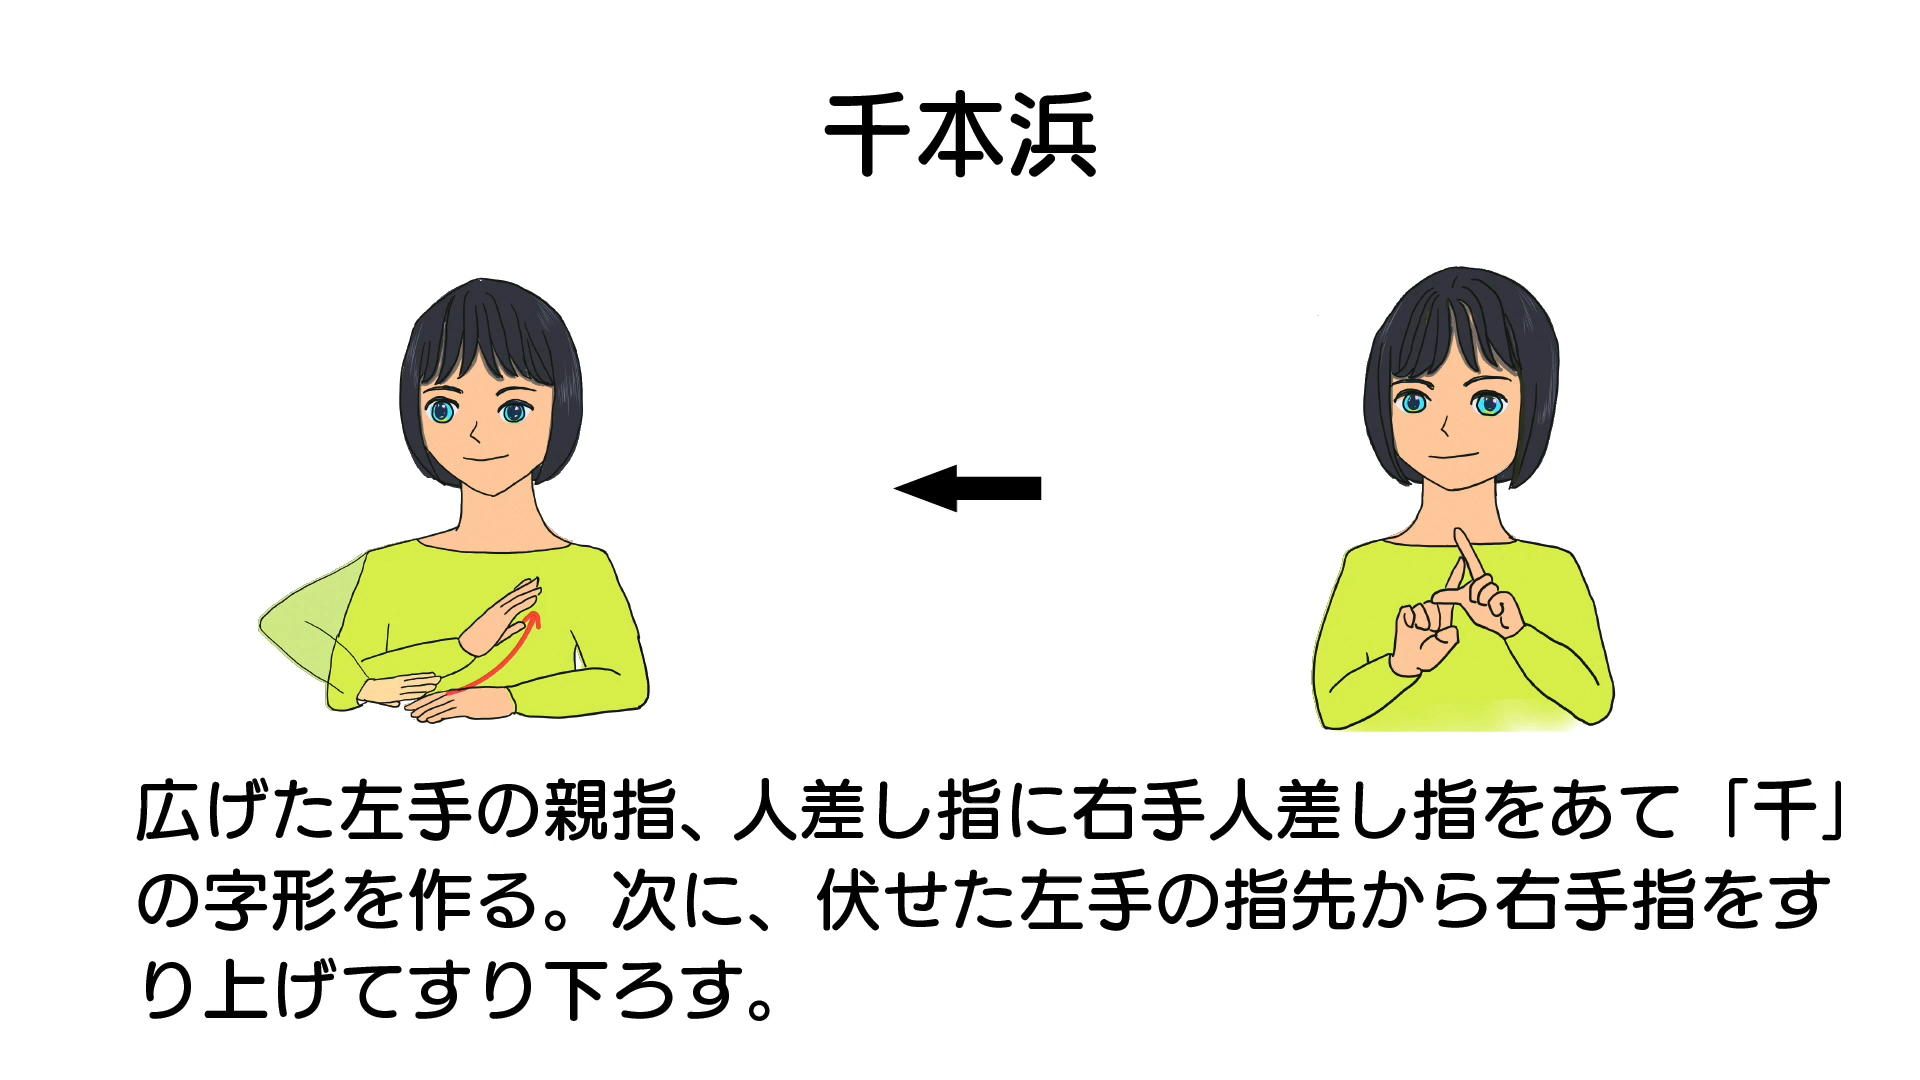 千本浜
広げた左手の親指、人差し指に右手人差し指をあて「千」
の字形を作る。次に、伏せた左手の指先から右手指をす
り上げてすり下ろす。